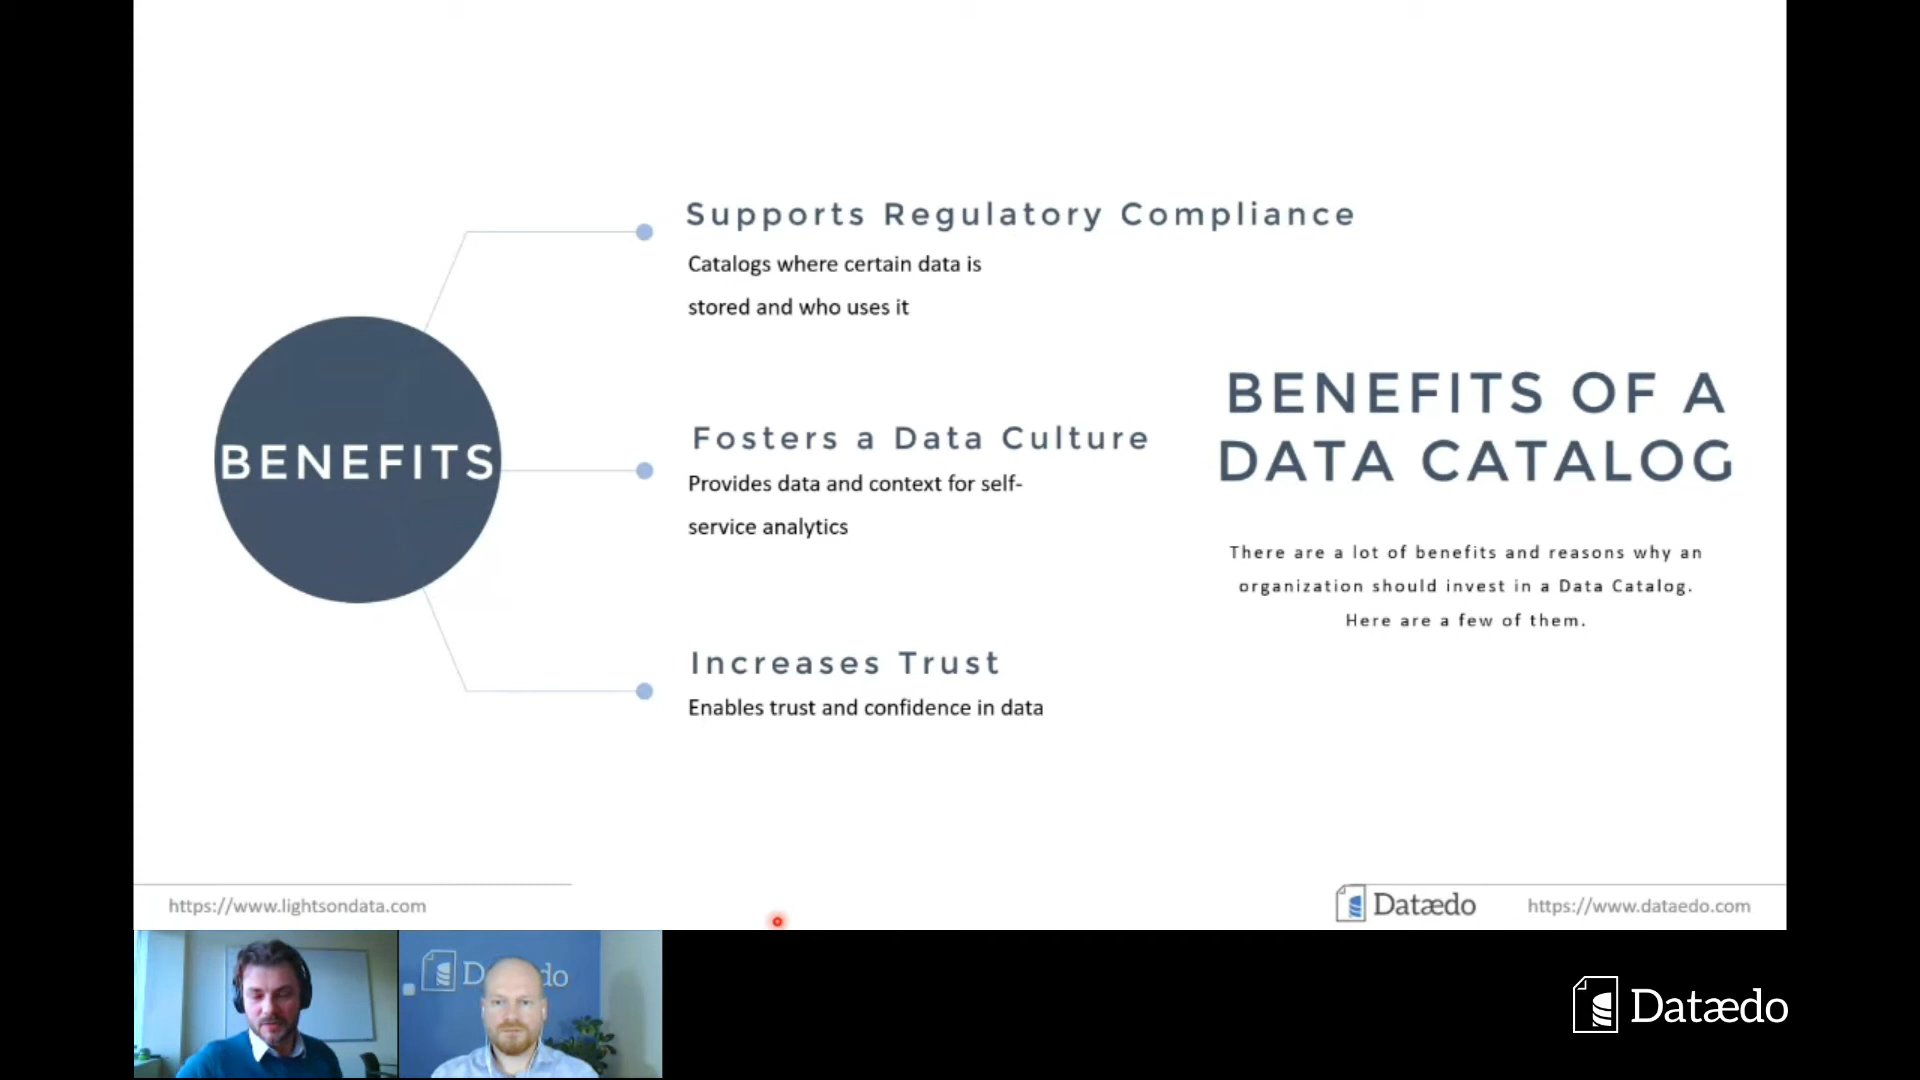 BENEFITS
Supports Regulatory Compliance
Catalogs where certain data is
stored and who uses it
Fosters a Data Culture
Provides data and context for self-
service analytics
Increases Trust
Enables trust and confidence in data
BENEFITS OF A
DATA CATALOG
There are a lot of benefits and reasons why an
organization should invest in a Data Catalog.
Here are a few of them.
https://www.lightsondata.com
Datædo
https://www.dataedo.com
D do
Datædo